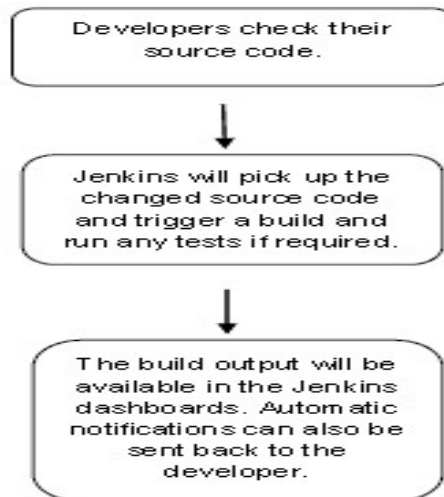 Developers check their
source code.
Jenkins will pick up the
changed source code
and trigger a build and
run any tests if required.
The build output will be
available in the Jenkins
dashboards. Automatic
notifications can also be
sent back to the
developer.